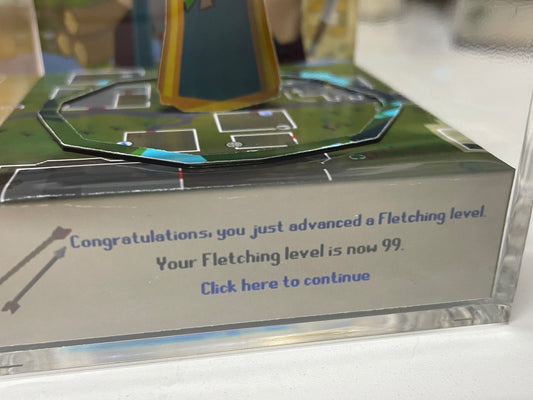 Congratulations, you just advanced a Fletching level.
Your Fletching level is now 99.
Click here to continue